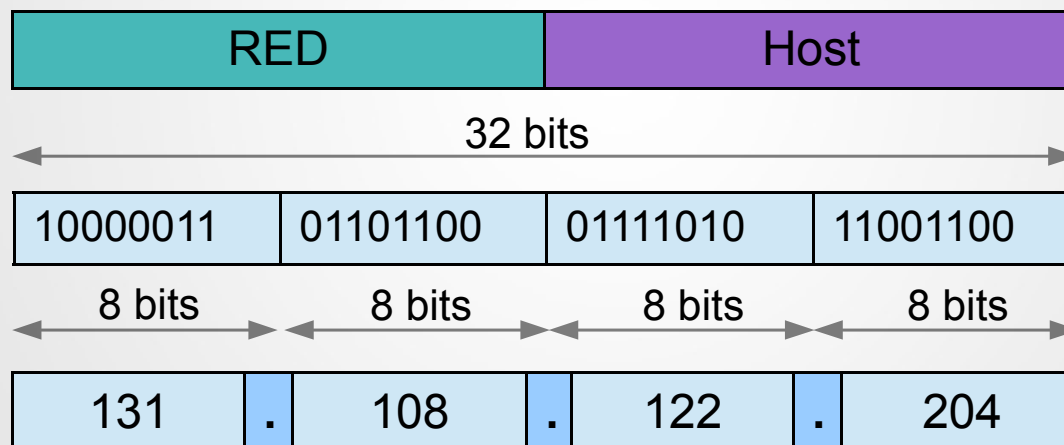 RED Host
32 bits
10000011 01101100 01111010 11001100
8 bits 8 bits 8 bits 8 bits
131 . 108 . 122 . 204